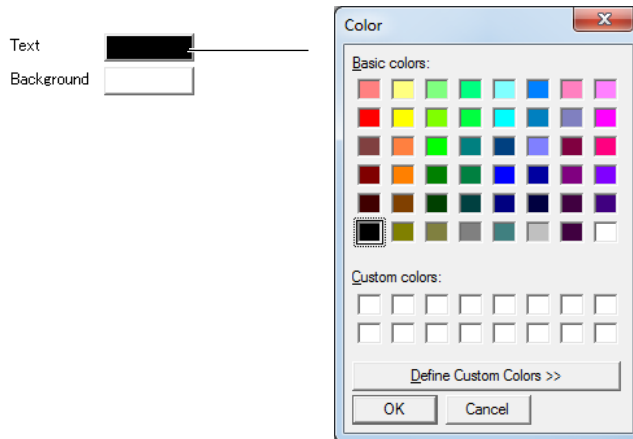 Text
Background
Color
Basic colors:
Custom colors:
Define Custom Colors >>
OK
Cancel